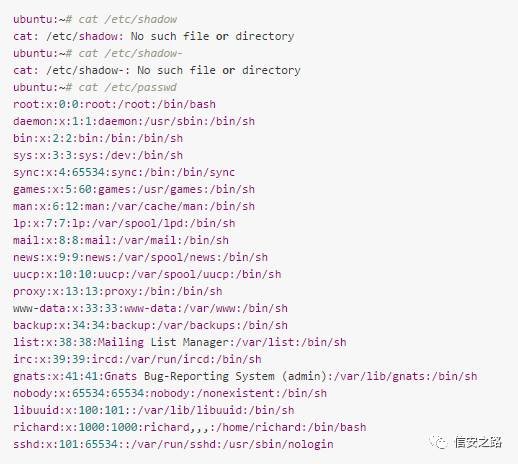 ubuntu:~# cat /etc/shadow
cat: /etc/shadow: No such file or directory
ubuntu:~# cat /etc/shadow-
cat: /etc/shadow-: No such file or directory
ubuntu:~# cat /etc/passwd
root:x:0:0:root:/root:/bin/bash
daemon:x:1:1:daemon:/usr/sbin:/bin/sh
bin:x:2:2:bin:/bin:/bin/sh
sys:x:3:3:sys:/dev:/bin/sh
sync:x:4:65534:sync:/bin:/bin/sync
games:x:5:60:games:/usr/games:/bin/sh
man:x:6:12:man:/var/cache/man:/bin/sh
lp:x:7:7:lp:/var/spool/lpd:/bin/sh
mail:x:8:8:mail:/var/mail:/bin/sh
news:x:9:9:news:/var/spool/news:/bin/sh
uucp:x:10:10:uucp:/var/spool/uucp:/bin/sh
proxy:x:13:13:proxy:/bin:/bin/sh
www-data:x:33:33:www-data:/var/www:/bin/sh
backup:x:34:34:backup:/var/backups:/bin/sh
list:x:38:38:Mailing List Manager:/var/list:/bin/sh
irc:x:39:39:ircd:/var/run/ircd:/bin/sh
gnats:x:41:41:Gnats Bug-Reporting System (admin):/var/lib/gnats:/bin/sh
nobody:x:65534:65534:nobody:/nonexistent:/bin/sh
libuuid:x:100:101::/var/lib/libuuid:/bin/sh
richard:x:1000:1000:richard,,,:/home/richard:/bin/bash
sshd:x:101:65534::/var/run/sshd:/usr/sbin/nologin
信安之路